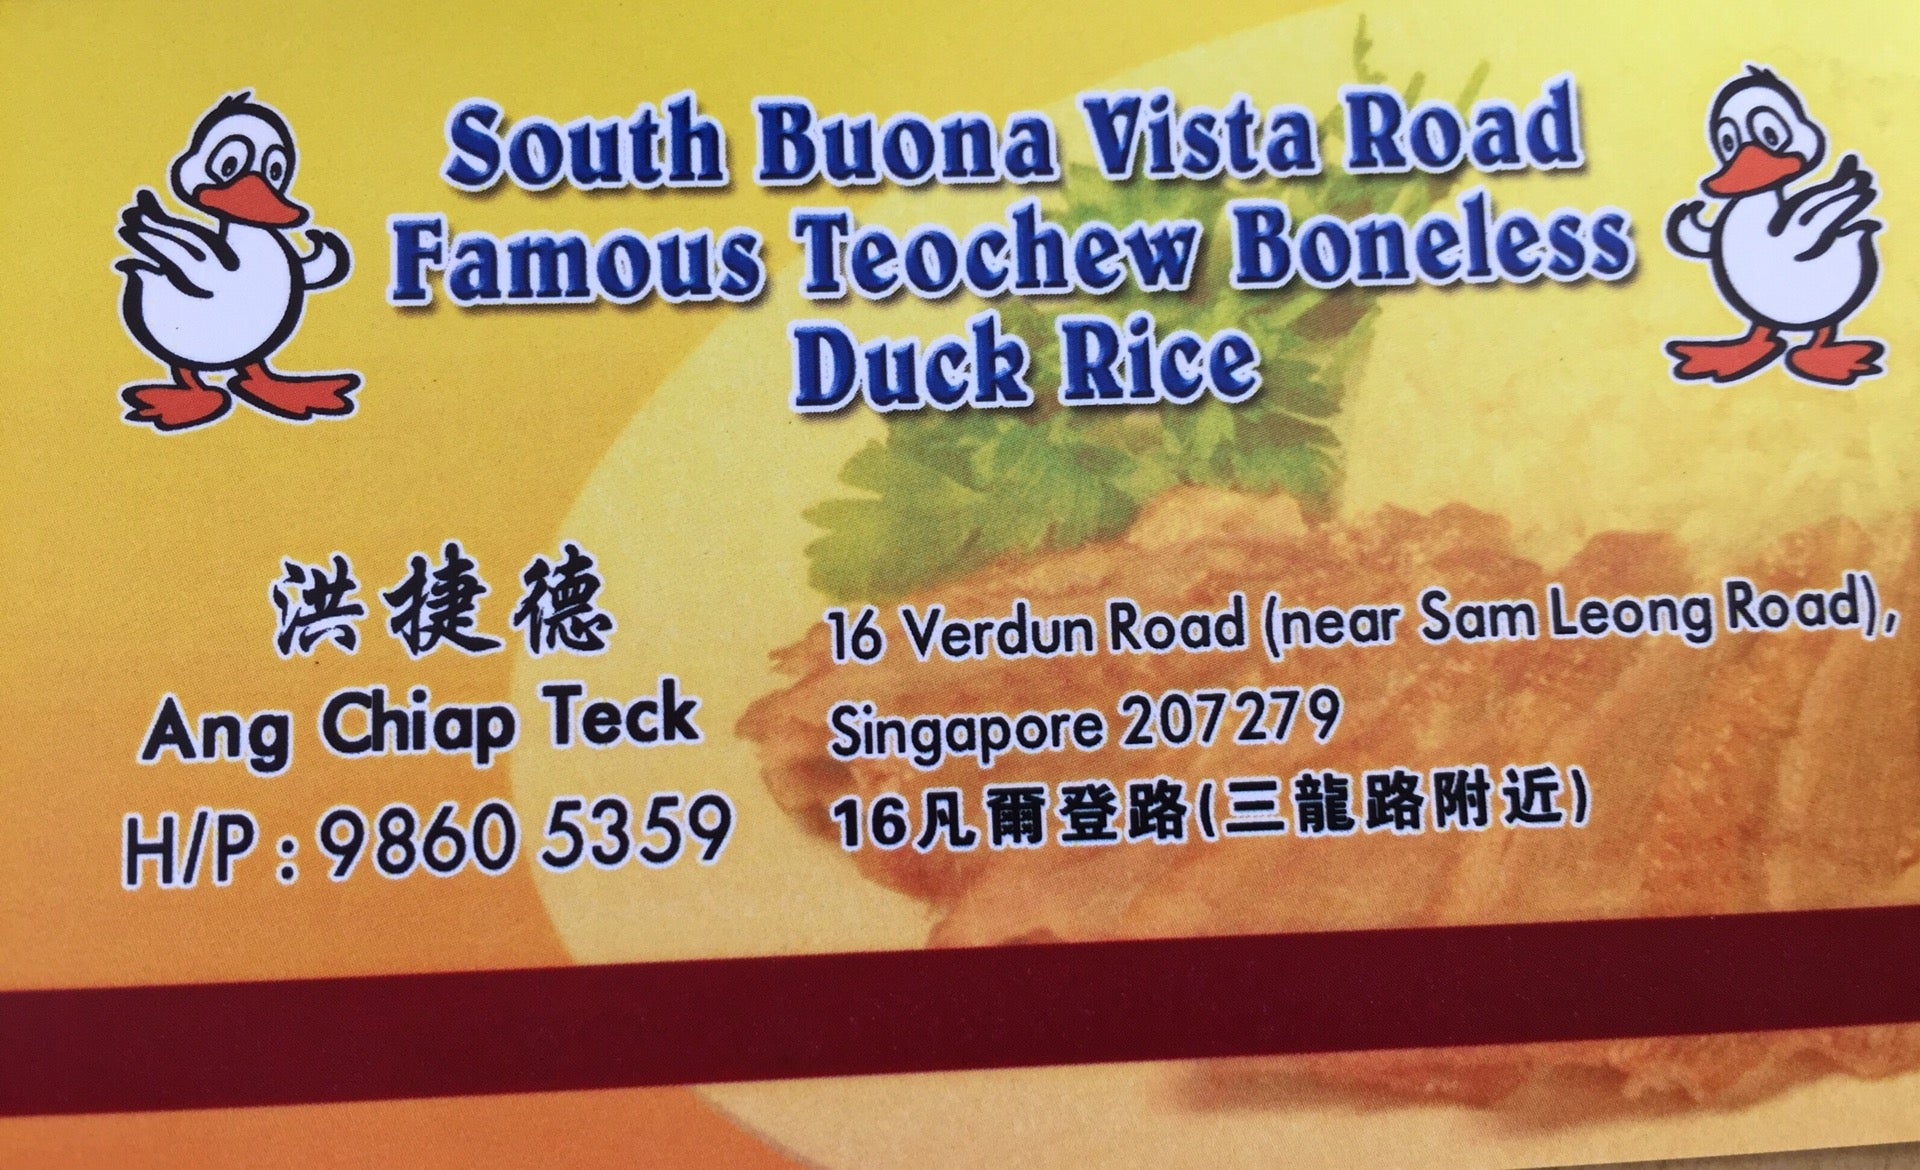 South Buona Vista Road
Famous Teochew Boneless
Duck Rice
洪捷德
Ang Chiap Teck
H/P : 9860 5359
16 Verdun Road (near Sam Leong Road),
Singapore 207279
16凡爾登路(三龍路附近)